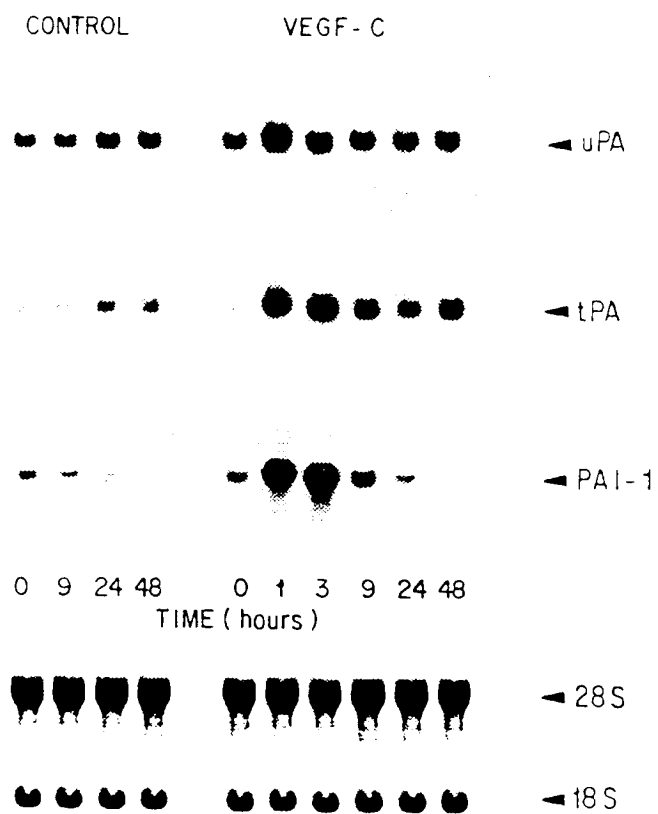 CONTROL VEGF-C
uPA
tPA
PAI-1
0 9 24 48 0 1 3 9 24 48
TIME (hours)
28S
18S